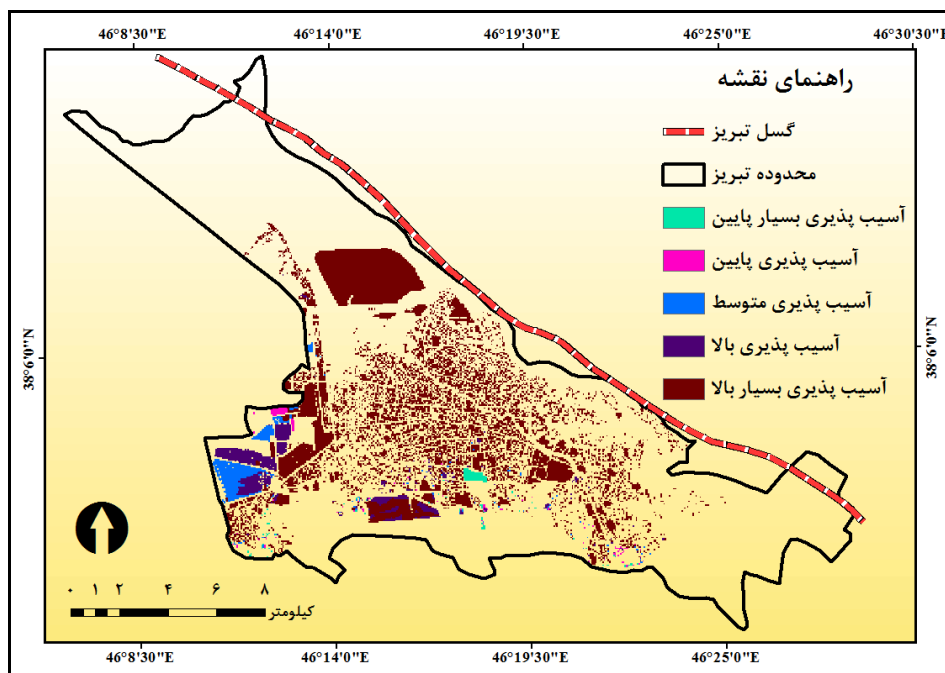 46°8'30"E 46°14'0"E 46°19'30"E 46°25'0"E 46°30'30"E
راهنمای نقشه
گسل تبریز
محدوده تبریز
آسیب پذیری بسیار پایین
آسیب پذیری پایین
آسیب پذیری متوسط
آسیب پذیری بالا
آسیب پذیری بسیار بالا
38°6'0"N
38°6'0"N
۰ ۱ ۲ ۴ ۶ ۸
کیلومتر
46°8'30"E 46°14'0"E 46°19'30"E 46°25'0"E